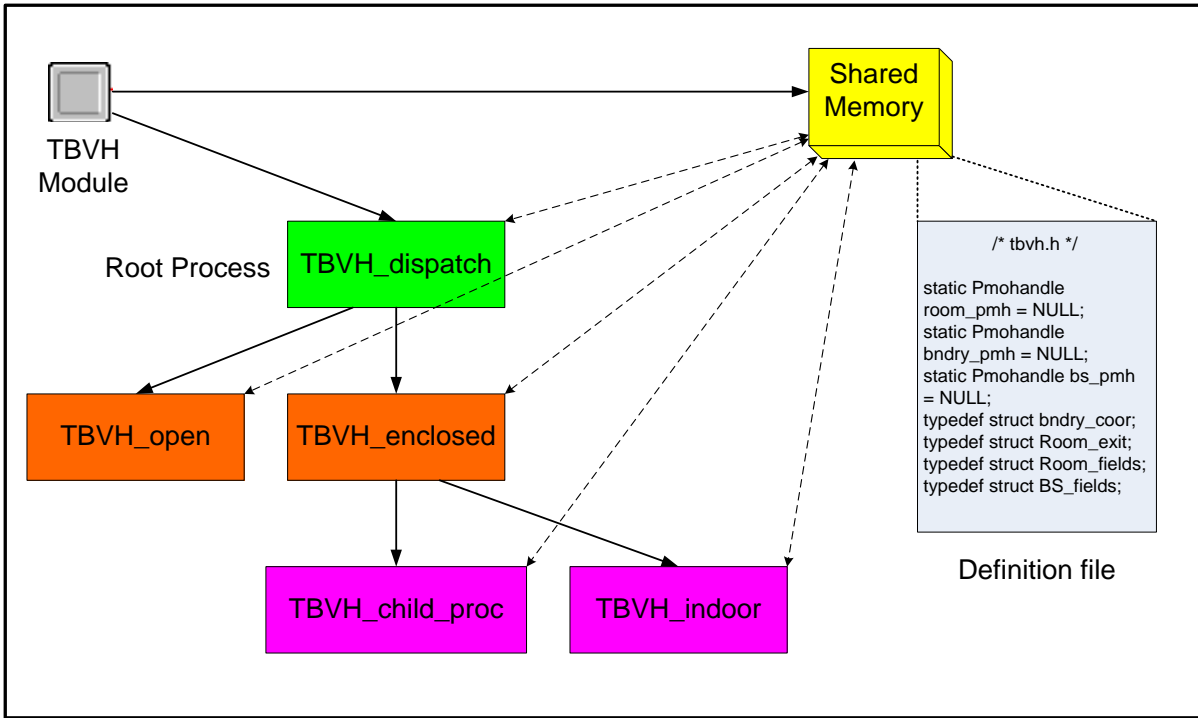 Shared
Memory
TBVH
Module
Root Process
TBVH_dispatch
TBVH_open
TBVH_enclosed
TBVH_child_proc
TBVH_indoor
/* tbvh.h */
static Pmohandle
room_pmh = NULL;
static Pmohandle
bndry_pmh = NULL;
static Pmohandle bs_pmh
= NULL;
typedef struct bndry_coor;
typedef struct Room_exit;
typedef struct Room_fields;
typedef struct BS_fields;
Definition file